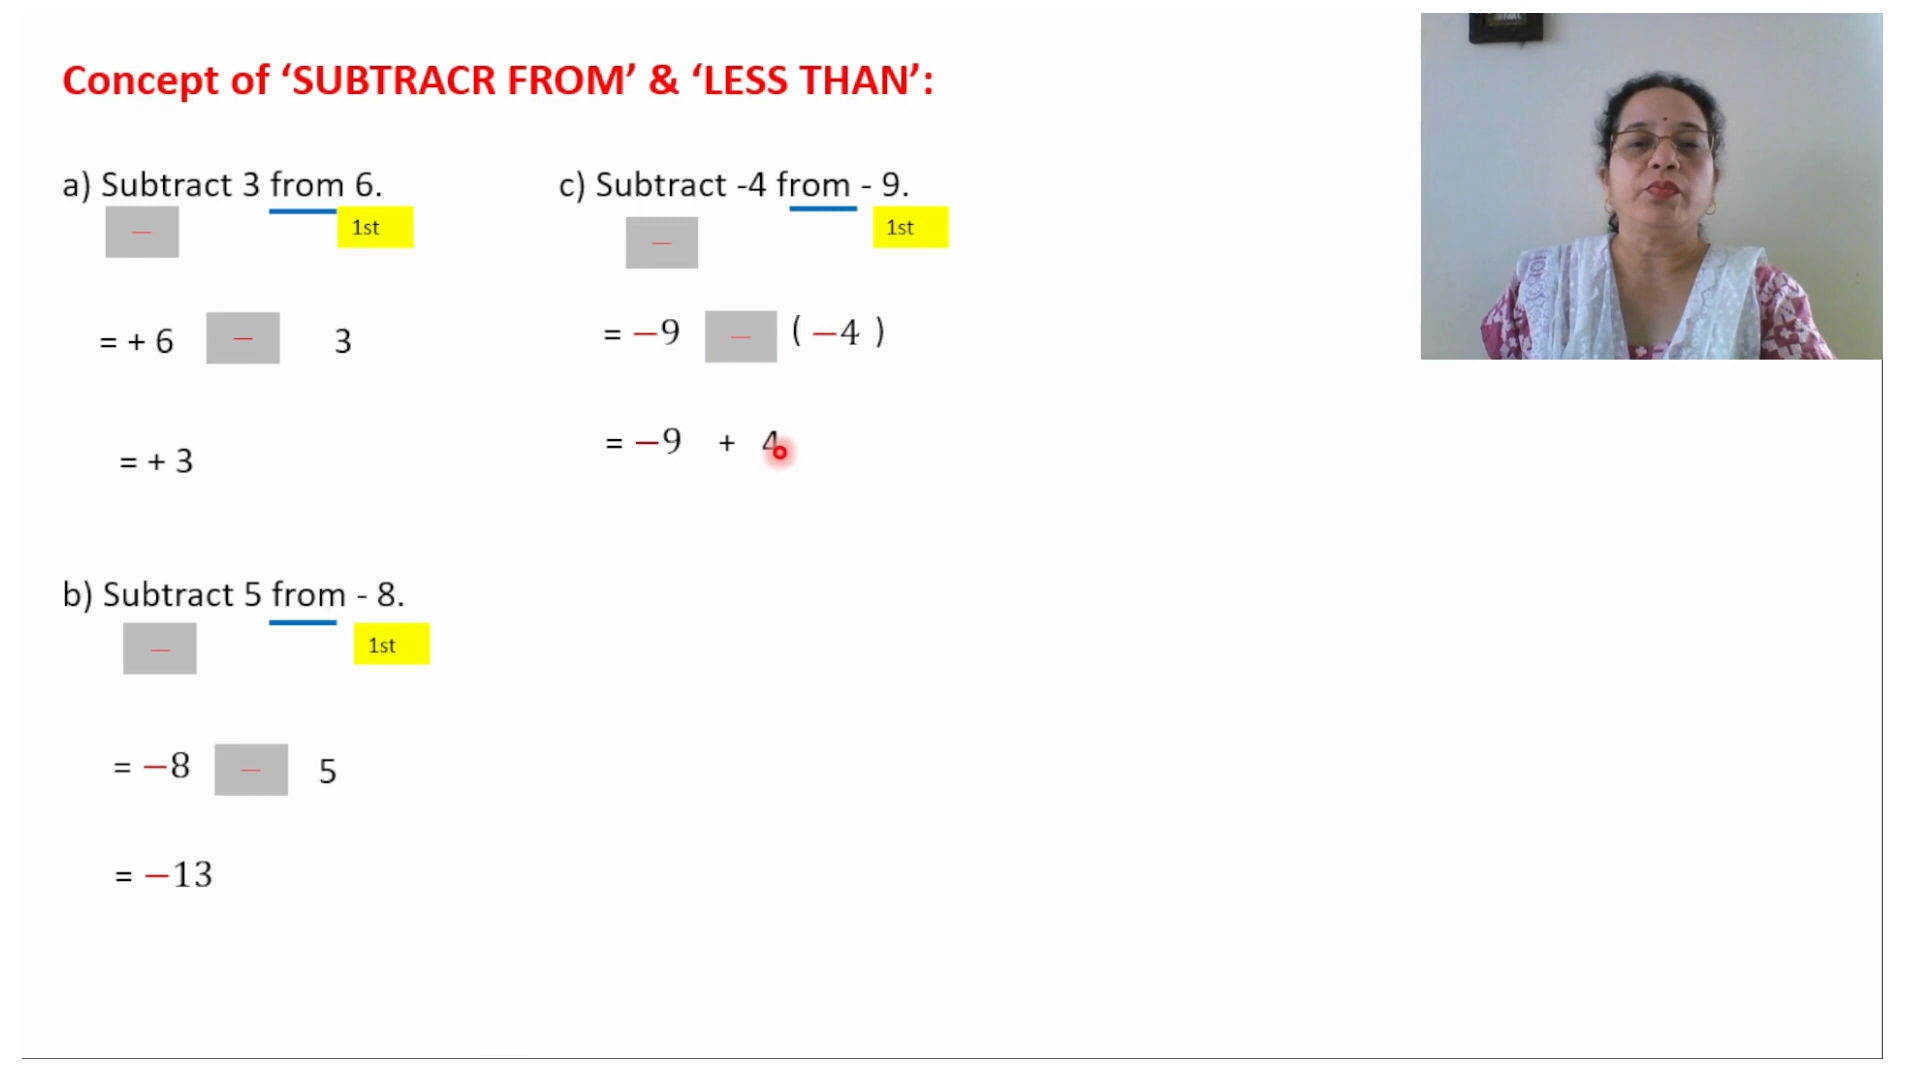 Concept of ‘SUBTRACR FROM’ & ‘LESS THAN’:
a) Subtract 3 from 6.
−
1st
= + 6 − 3
= + 3
b) Subtract 5 from - 8.
−
1st
= −8 − 5
= −13
c) Subtract -4 from - 9.
−
1st
= −9 − ( −4 )
= −9 + 4